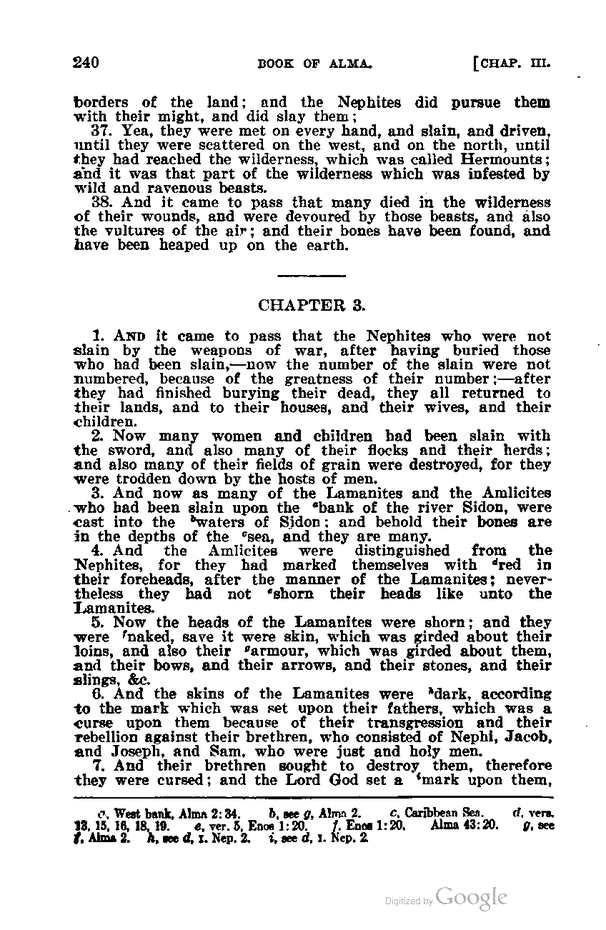 240 BOOK OF ALMA. [CHAP. III.
borders of the land; and the Nephites did pursue them
with their might, and did slay them;
37. Yea, they were met on every hand, and slain, and driven,
until they were scattered on the west, and on the north, until
they had reached the wilderness, which was called Hermounts;
and it was that part of the wilderness which was infested by
wild and ravenous beasts.
38. And it came to pass that many died in the wilderness
of their wounds, and were devoured by those beasts, and also
the vultures of the air; and their bones have been found, and
have been heaped up on the earth.
CHAPTER 3.
1. AND it came to pass that the Nephites who were not
slain by the weapons of war, after having buried those
who had been slain,—now the number of the slain were not
numbered, because of the greatness of their number;—after
they had finished burying their dead, they all returned to
their lands, and to their houses, and their wives, and their
children.
2. Now many women and children had been slain with
the sword, and also many of their flocks and their herds;
and also many of their fields of grain were destroyed, for they
were trodden down by the hosts of men.
3. And now as many of the Lamanites and the Amlicites
who had been slain upon the ᵃbank of the river Sidon, were
cast into the ᵇwaters of Sidon; and behold their bones are
in the depths of the ᶜsea, and they are many.
4. And the Amlicites were distinguished from the
Nephites, for they had marked themselves with ᵈred in
their foreheads, after the manner of the Lamanites; never-
theless they had not ᵉshorn their heads like unto the
Lamanites.
5. Now the heads of the Lamanites were shorn; and they
were ᶠnaked, save it were skin, which was girded about their
loins, and also their ᵍarmour, which was girded about them,
and their bows, and their arrows, and their stones, and their
slings, &c.
6. And the skins of the Lamanites were ʰdark, according
to the mark which was set upon their fathers, which was a
curse upon them because of their transgression and their
rebellion against their brethren, who consisted of Nephi, Jacob,
and Joseph, and Sam, who were just and holy men.
7. And their brethren sought to destroy them, therefore
they were cursed; and the Lord God set a ⁱmark upon them,
a, West bank, Alma 2:34. b, see g, Alma 2. c, Caribbean Sea. d, vers.
13, 15, 16, 18, 19. e, ver. 5, Enos 1:20. f, Enos 1:20. Alma 43:20. g, see
f, Alma 2. h, see d, 1. Nep. 2. i, see d, 1. Nep. 2
Digitized by Google